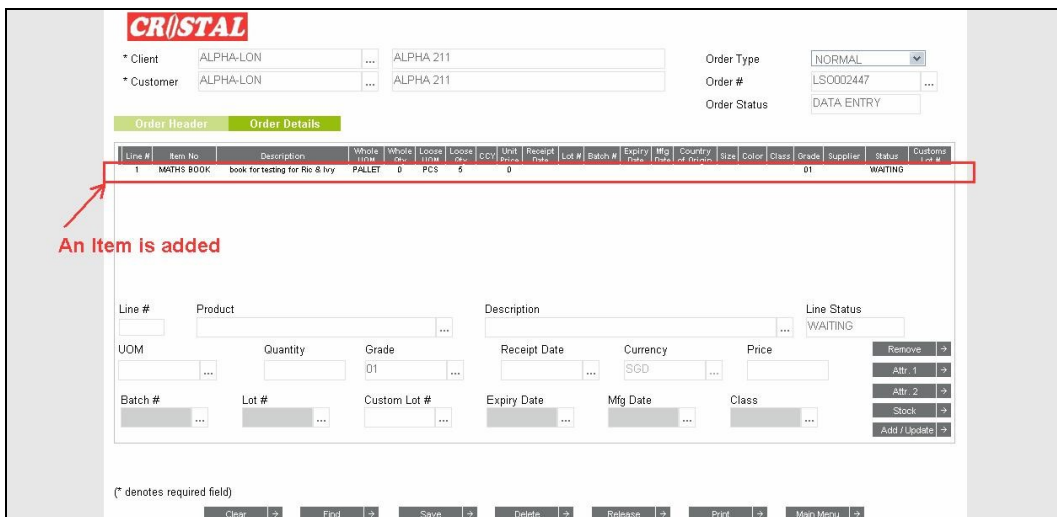 CRISTAL
* Client ALPHA-LON ... ALPHA 211 Order Type NORMAL
* Customer ALPHA-LON ... ALPHA 211 Order # LSO002447 ...
Order Status DATA ENTRY
Order Header Order Details
Line # Item No Description Whole UOM Whole Qty Loose UOM Loose Qty CCY Unit Price Receipt Date Lot # Batch # Expiry Date Mfg Date Country of Origin Size Color Class Grade Supplier Status Customs Lot #
1 MATHS BOOK book for testing for Ric & Ivy PALLET 0 PCS 5 0 01 WAITING
An Item is added
Line # Product Description Line Status
... ... WAITING
UOM Quantity Grade Receipt Date Currency Price Remove →
... 01 ... ... SGD ... Attr. 1 →
Attr. 2 →
Batch # Lot # Custom Lot # Expiry Date Mfg Date Class
... ... ... ... ... ... Stock →
Add / Update →
(* denotes required field)
Clear → Find → Save → Delete → Release → Print → Main Menu →